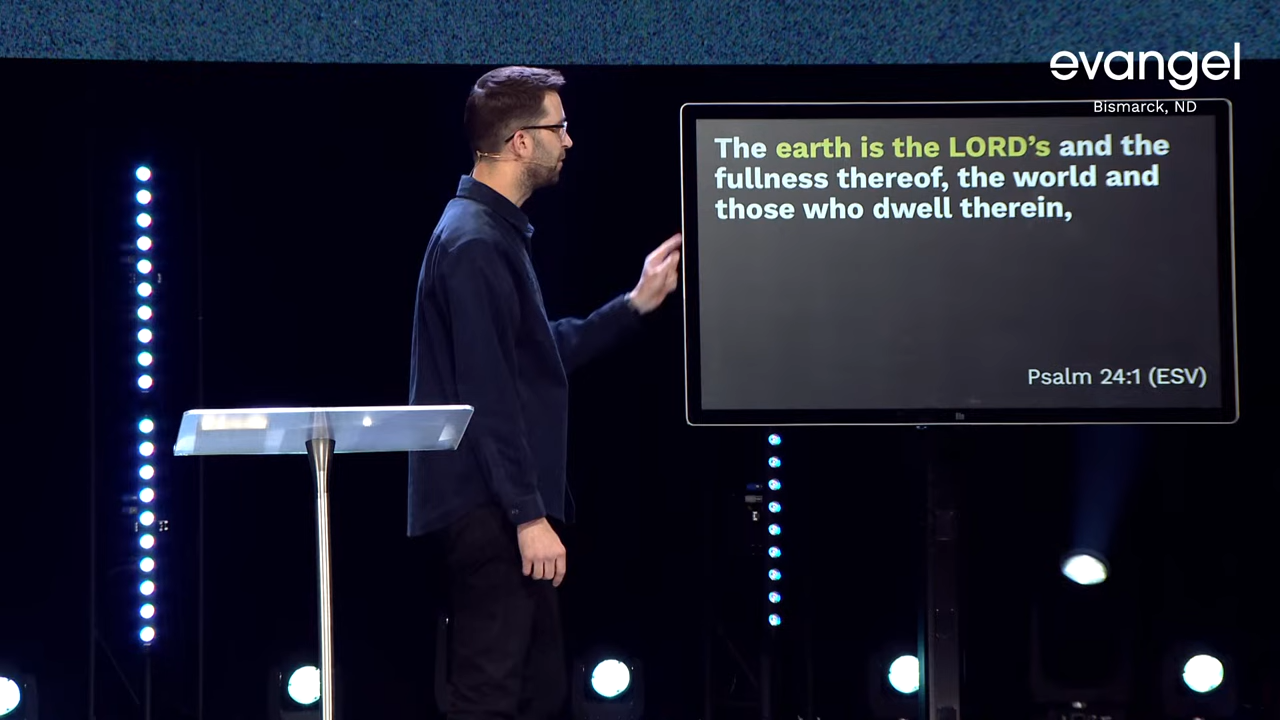 evangel
Bismarck, ND
The earth is the LORD's and the
fullness thereof, the world and
those who dwell therein,
Psalm 24:1 (ESV)